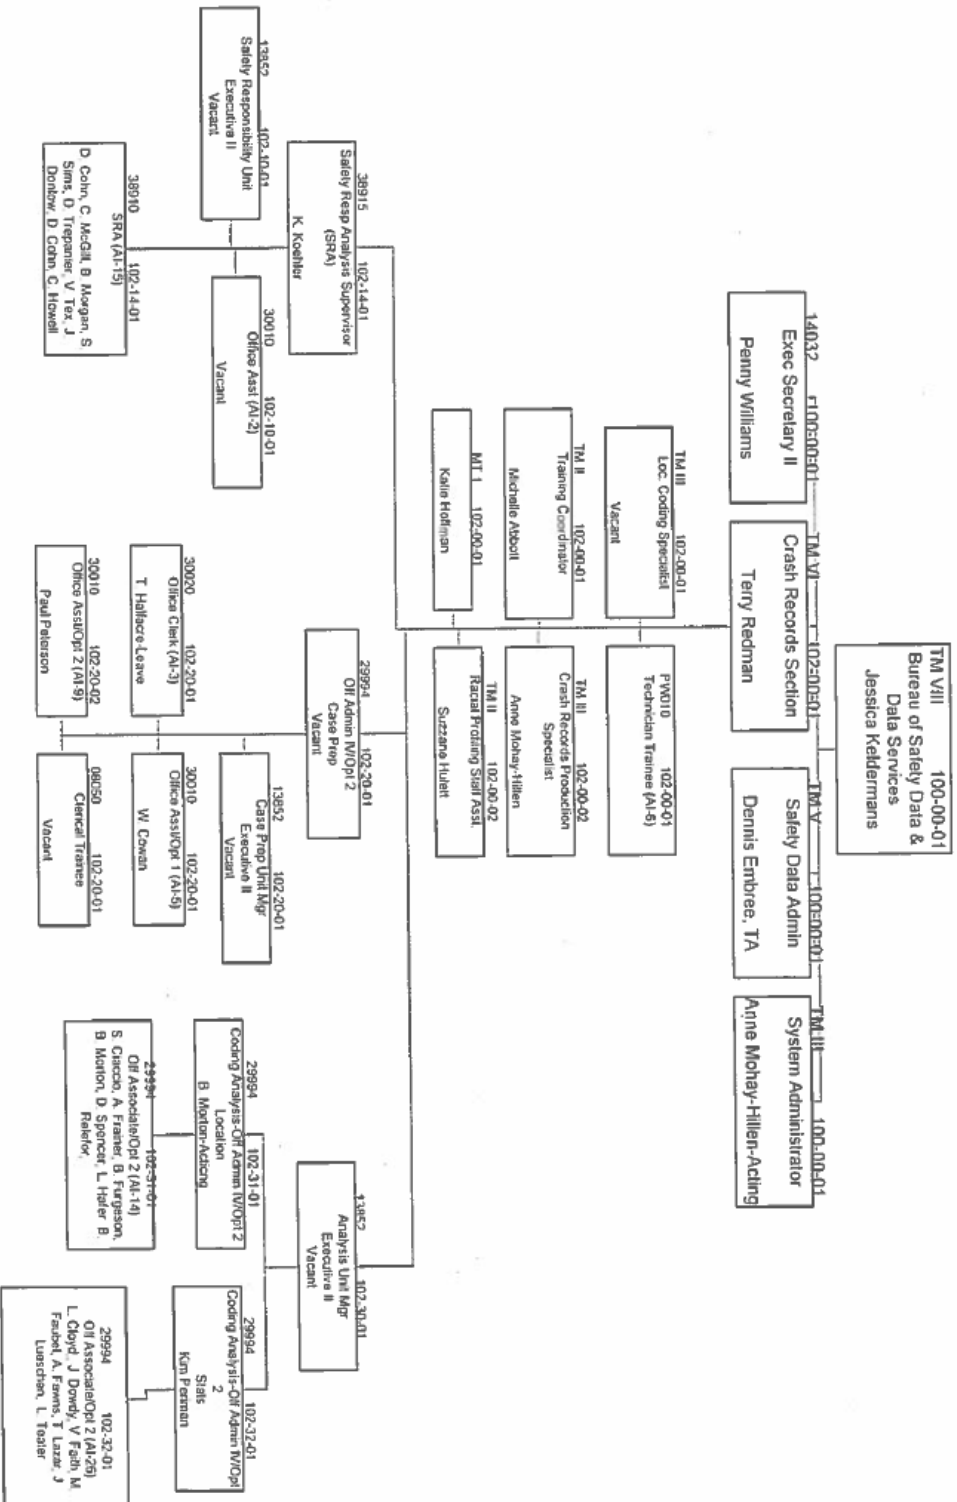 TM VIII 100-00-01
Bureau of Safety Data &
Data Services
Jessica Keldermans
14032 100-00-01
Exec Secretary II
Penny Williams
TM VI 102-00-01
Crash Records Section
Terry Redman
TM V 100-00-01
Safety Data Admin
Dennis Embree, TA
TM III 100-00-01
System Administrator
Anne Mohay-Hillen-Acting
TM III 102-00-01
Loc. Coding Specialist
Vacant
PW010 102-00-01
Technician Trainee (AI-6)
TM II 102-00-01
Training Coordinator
Michelle Abbott
TM III 102-00-02
Crash Records Production
Specialist
Anne Mohay-Hillen
MT 1 102-00-01
Katie Hoffman
TM II 102-00-02
Racial Profiling Staff Asst.
Suzzane Hulett
38915 102-14-01
Safety Resp Analysis Supervisor
(SRA)
K. Koehler
13852 102-10-01
Safety Responsibility Unit
Executive II
Vacant
30010 102-10-01
Office Asst (AI-2)
Vacant
38910 102-14-01
SRA (AI-15)
D. Cohn, C. McGill, B. Morgan, S.
Sims, D. Trepanier, V. Tex, J.
Donlow, D. Cohn, C. Howell
29994 102-20-01
Off Admin IV/Opt 2
Case Prep
Vacant
13852 102-20-01
Case Prep Unit Mgr
Executive II
Vacant
30020 102-20-01
Office Clerk (AI-3)
T. Halfacre-Leave
30010 102-20-01
Office Asst/Opt 1 (AI-5)
W. Cowan
30010 102-20-02
Office Asst/Opt 2 (AI-9)
Paul Peterson
08050 102-20-01
Clerical Trainee
Vacant
13852 102-30-01
Analysis Unit Mgr
Executive II
Vacant
29994 102-31-01
Coding Analysis-Off Admin IV/Opt 2
Location
B. Morton-Acticng
29994 102-32-01
Coding Analysis-Off Admin IV/Opt
2
Stats
Kim Perlman
29994 102-31-01
Off Associate/Opt 2 (AI-14)
S. Ciaccio, A. Frainer, B. Furgeson,
B. Morton, D. Spencer, L. Hafer B.
Relefor,
29994 102-32-01
Off Associate/Opt 2 (AI-26)
L. Cloyd, J Dowdy, V Faith, M.
Faubel, A. Fawns, T. Lazar, J
Lueschen, L. Toaler